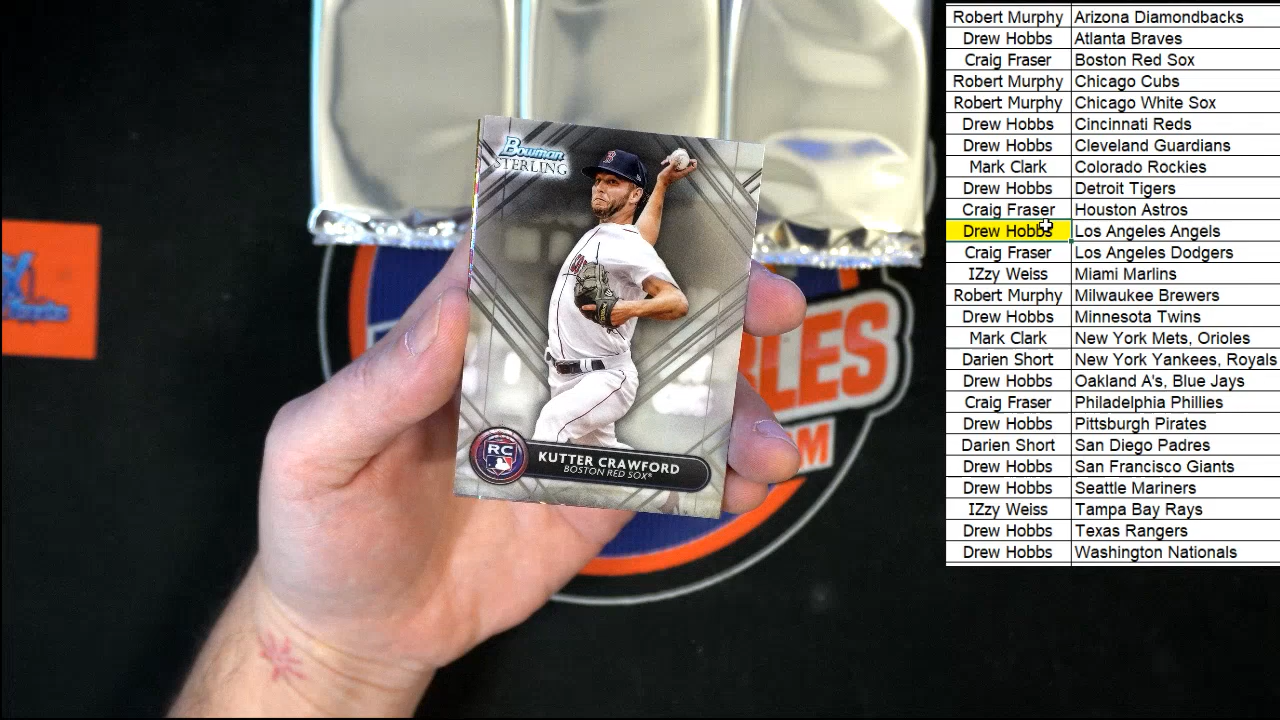 Bowman
STERLING
B
RC
KUTTER CRAWFORD
BOSTON RED SOX®
BLES
M
Robert Murphy Arizona Diamondbacks
Drew Hobbs Atlanta Braves
Craig Fraser Boston Red Sox
Robert Murphy Chicago Cubs
Robert Murphy Chicago White Sox
Drew Hobbs Cincinnati Reds
Drew Hobbs Cleveland Guardians
Mark Clark Colorado Rockies
Drew Hobbs Detroit Tigers
Craig Fraser Houston Astros
Drew Hobbs Los Angeles Angels
Craig Fraser Los Angeles Dodgers
IZzy Weiss Miami Marlins
Robert Murphy Milwaukee Brewers
Drew Hobbs Minnesota Twins
Mark Clark New York Mets, Orioles
Darien Short New York Yankees, Royals
Drew Hobbs Oakland A's, Blue Jays
Craig Fraser Philadelphia Phillies
Drew Hobbs Pittsburgh Pirates
Darien Short San Diego Padres
Drew Hobbs San Francisco Giants
Drew Hobbs Seattle Mariners
IZzy Weiss Tampa Bay Rays
Drew Hobbs Texas Rangers
Drew Hobbs Washington Nationals